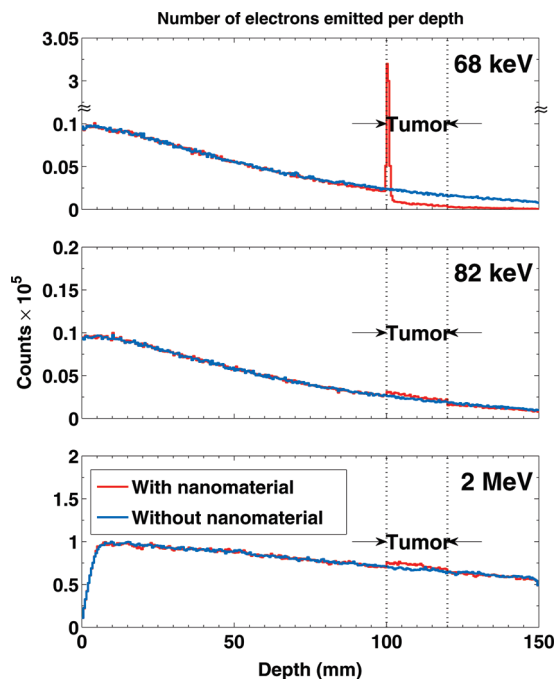 Number of electrons emitted per depth
3.05
3
0.1
0.05
0
68 keV
Tumor
0.2
0.15
0.1
0.05
0
82 keV
Tumor
Counts × 10⁵
2
1.5
1
0.5
0
2 MeV
With nanomaterial
Without nanomaterial
Tumor
0 50 100 150
Depth (mm)